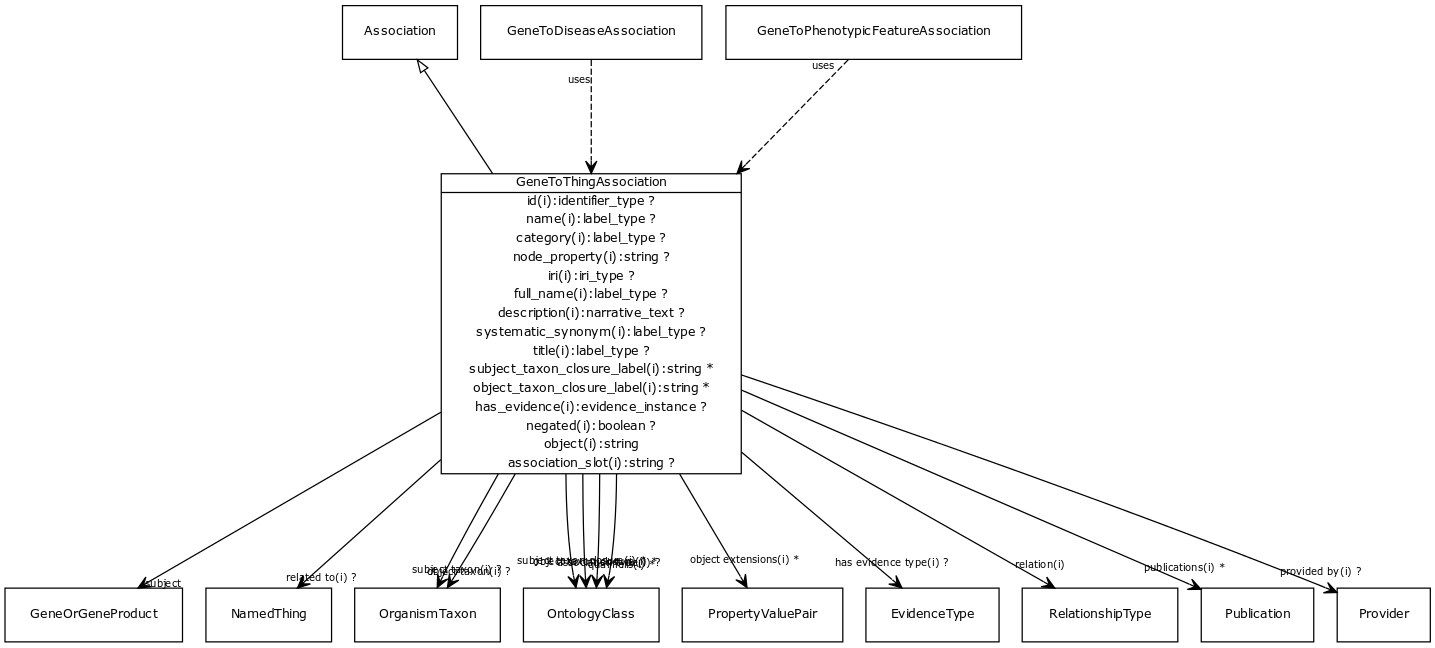 Association
GeneToDiseaseAssociation
GeneToPhenotypicFeatureAssociation
uses
uses
GeneToThingAssociation
id(i):identifier_type ?
name(i):label_type ?
category(i):label_type ?
node_property(i):string ?
iri(i):iri_type ?
full_name(i):label_type ?
description(i):narrative_text ?
systematic_synonym(i):label_type ?
title(i):label_type ?
subject_taxon_closure_label(i):string *
object_taxon_closure_label(i):string *
has_evidence(i):evidence_instance ?
negated(i):boolean ?
object(i):string
association_slot(i):string ?
subject
related to(i) ?
subject taxon(i) ?
object taxon(i) ?
object extensions(i) *
has evidence type(i) ?
relation(i)
publications(i) *
provided by(i) ?
GeneOrGeneProduct
NamedThing
OrganismTaxon
OntologyClass
PropertyValuePair
EvidenceType
RelationshipType
Publication
Provider